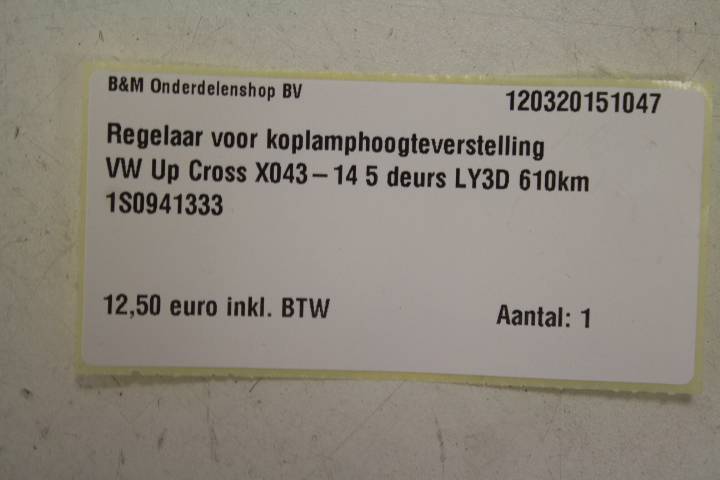 B&M Onderdelenshop BV
120320151047
Regelaar voor koplamphoogteverstelling
VW Up Cross X043-14 5 deurs LY3D 610km
1S0941333
12,50 euro inkl. BTW
Aantal: 1